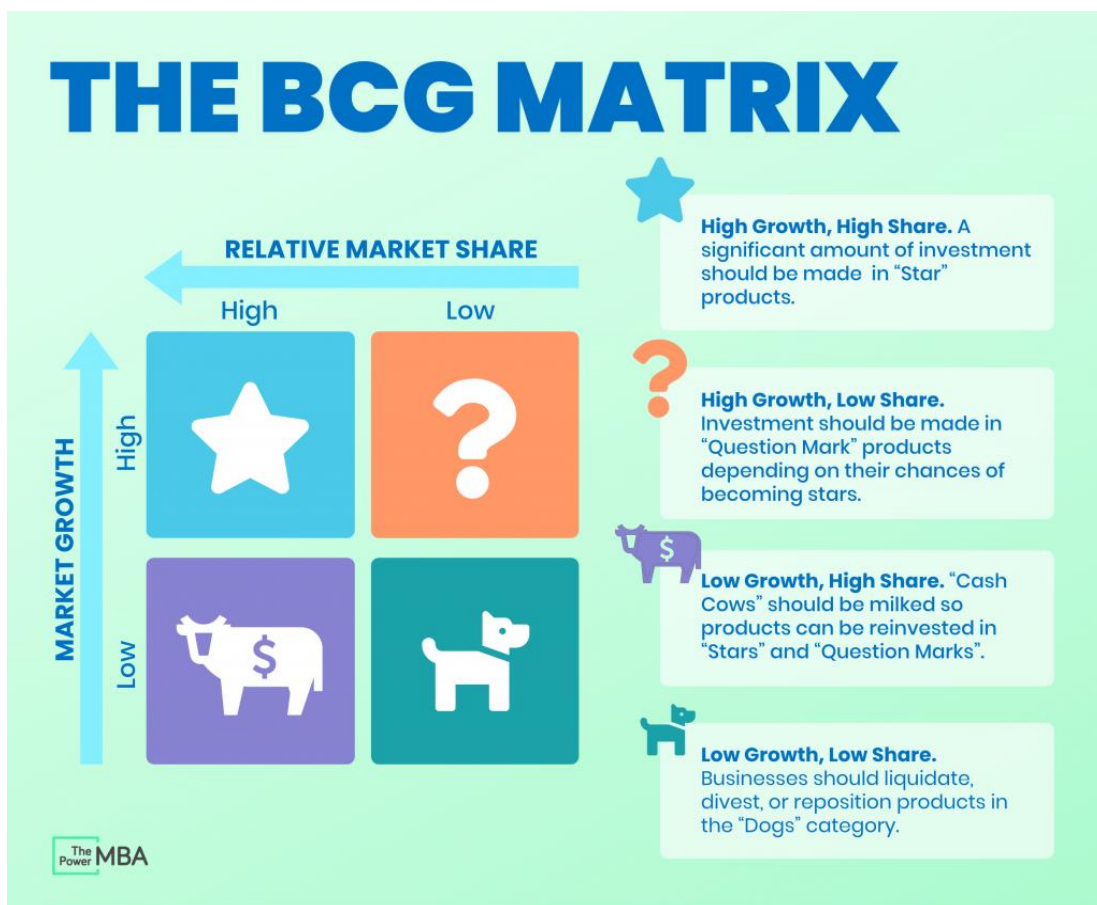 THE BCG MATRIX
RELATIVE MARKET SHARE
High
Low
MARKET GROWTH
High
Low
$
High Growth, High Share. A
significant amount of investment
should be made in “Star”
products.
?
High Growth, Low Share.
Investment should be made in
“Question Mark” products
depending on their chances of
becoming stars.
?
$
Low Growth, High Share. “Cash
Cows” should be milked so
products can be reinvested in
“Stars” and “Question Marks”.
Low Growth, Low Share.
Businesses should liquidate,
divest, or reposition products in
the “Dogs” category.
The
Power MBA